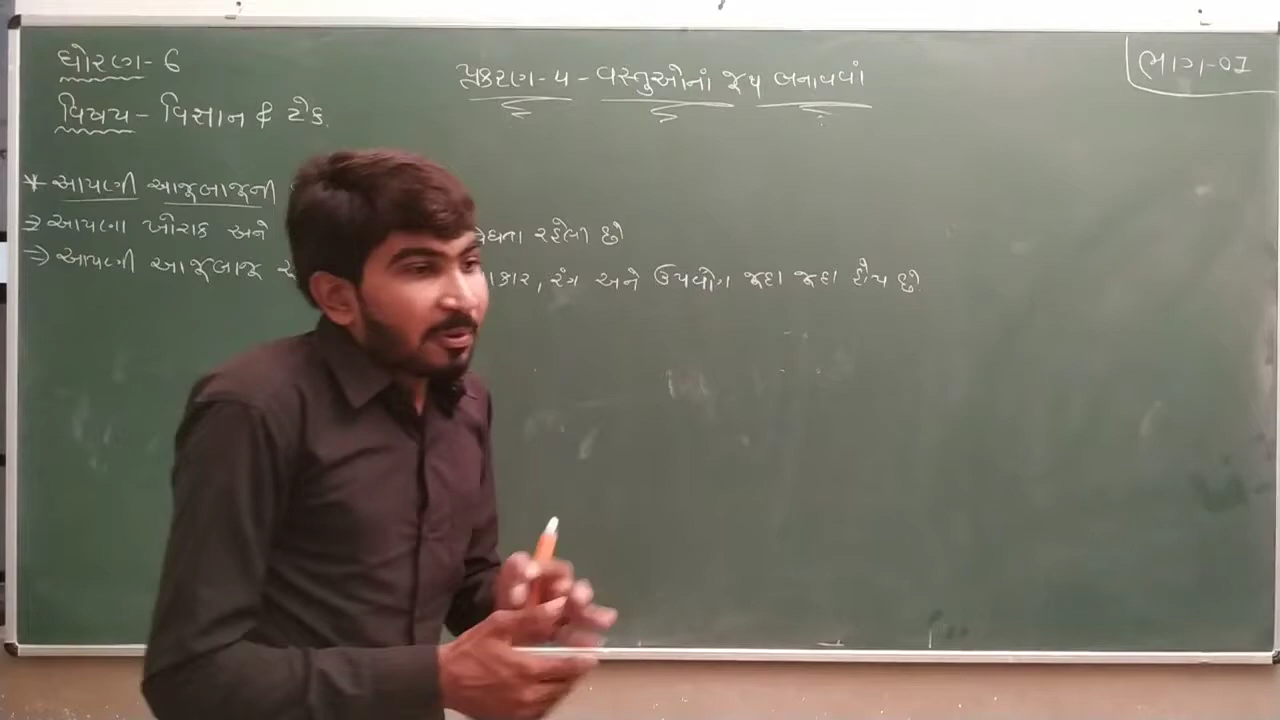 ધોરણ-6
પ્રકરણ-4 - વસ્તુઓનાં જૂથ બનાવવાં
ભાગ-01
વિષય - વિજ્ઞાન & ટેક.
* આપણી આજુબાજુની
⇒ આપણા ખોરાક અને રહેલી છે
⇒ આપણી આજુબાજુ આકાર, રંગ અને ઉપયોગ જુદા જુદા હોય છે